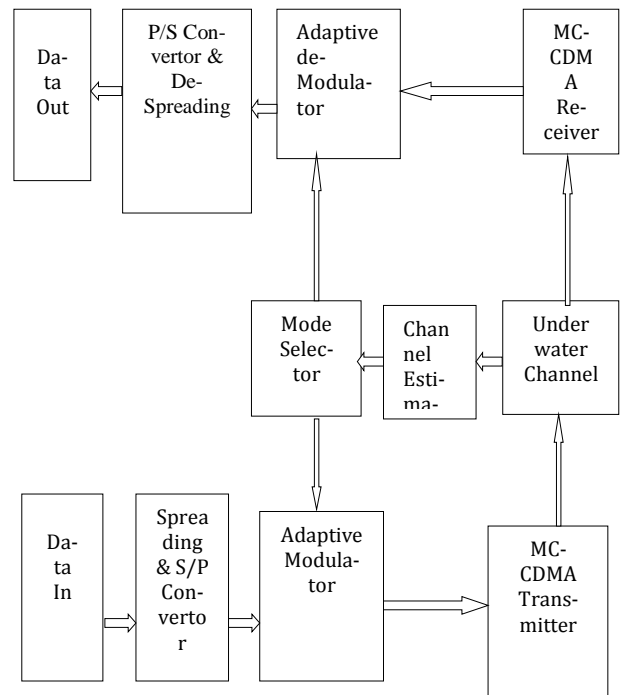 Da-
ta
Out
P/S Con-
vertor &
De-
Spreading
Adaptive
de-
Modula-
tor
MC-
CDM
A
Re-
ceiver
Mode
Selec-
tor
Chan
nel
Esti-
ma-
Under
water
Channel
Da-
ta
In
Sprea
ding
& S/P
Con-
verto
r
Adaptive
Modula-
tor
MC-
CDMA
Trans-
mitter